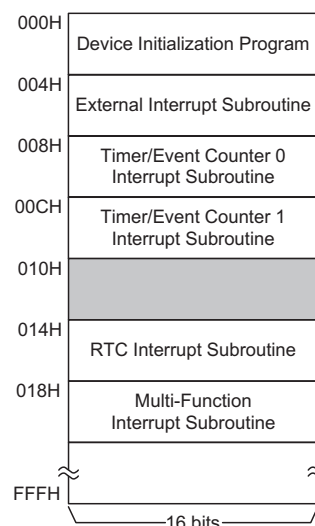 000H
Device Initialization Program
004H
External Interrupt Subroutine
008H
Timer/Event Counter 0
Interrupt Subroutine
00CH
Timer/Event Counter 1
Interrupt Subroutine
010H
014H
RTC Interrupt Subroutine
018H
Multi-Function
Interrupt Subroutine
FFFH
16 bits